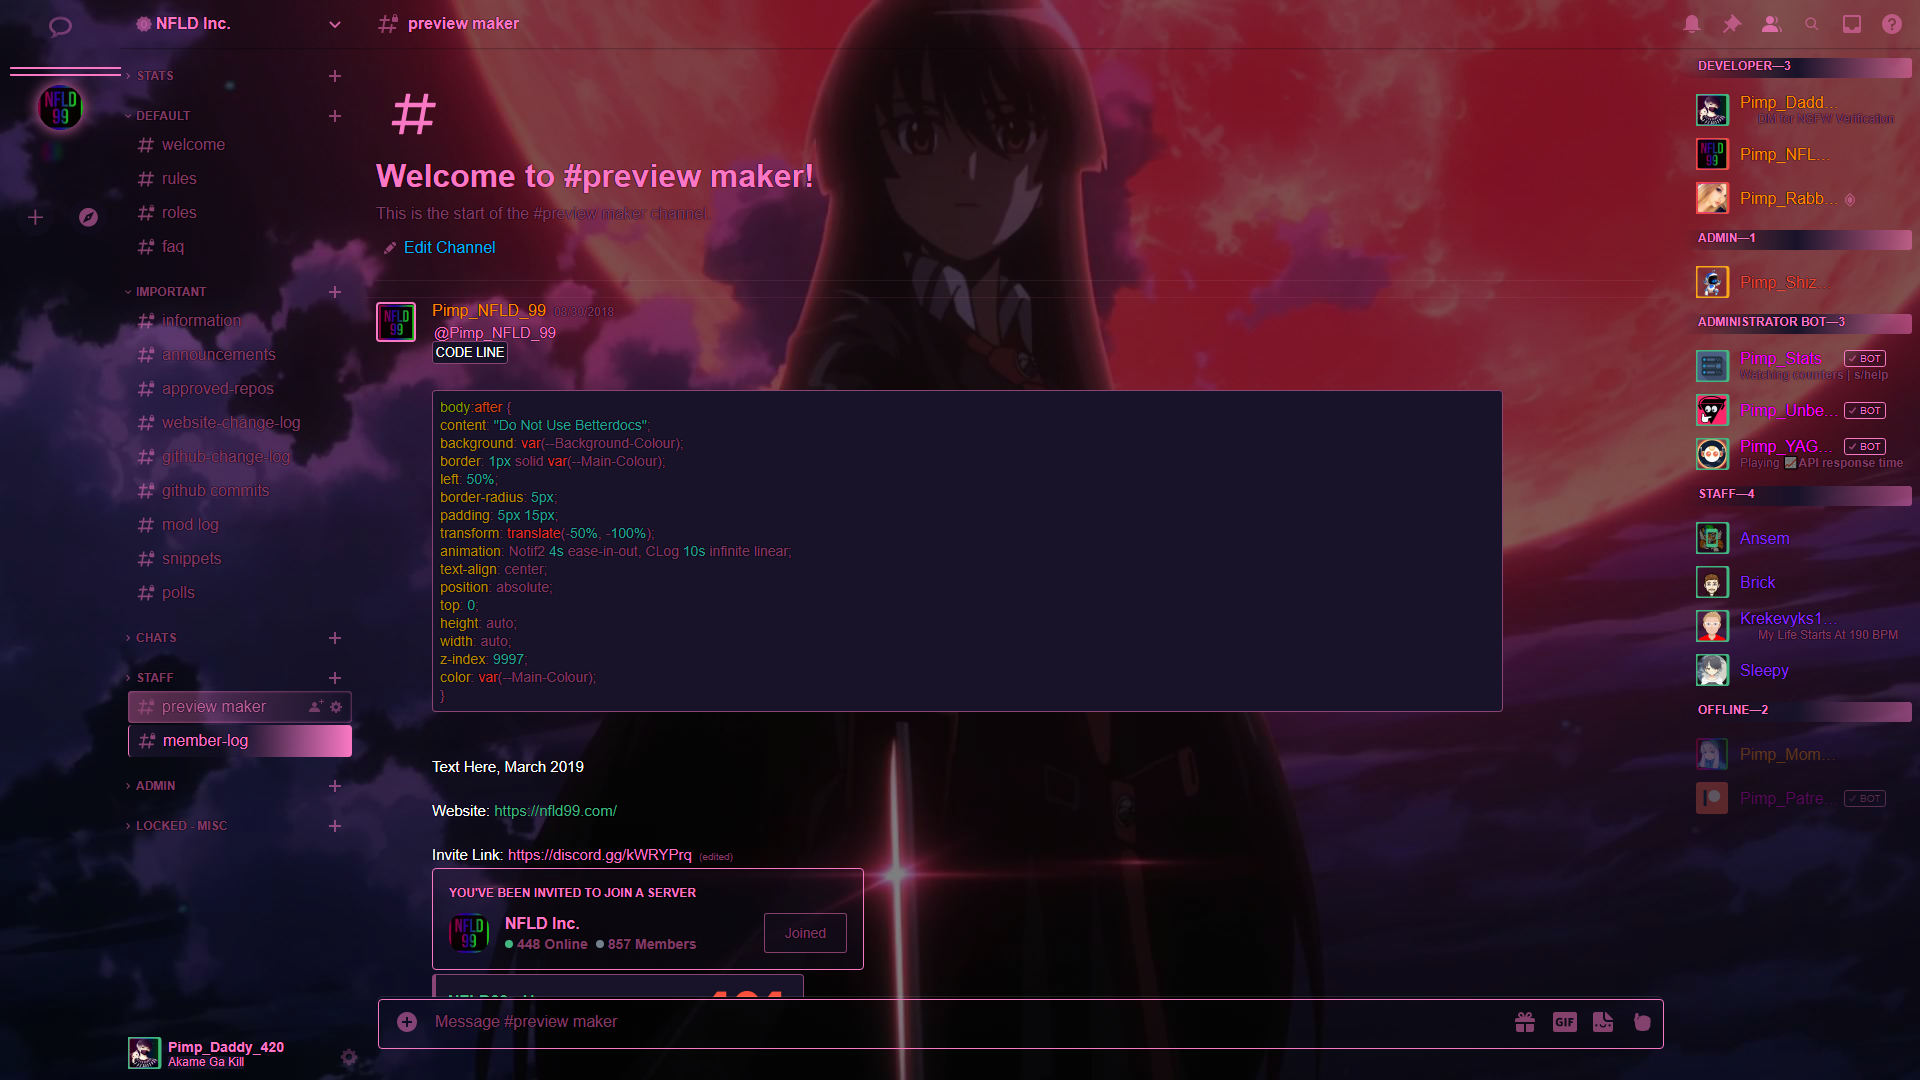 NFLD Inc.
STATS
NFLD
99
DEFAULT
welcome
rules
roles
faq
IMPORTANT
information
announcements
approved-repos
website-change-log
github-change-log
github commits
mod log
snippets
polls
CHATS
STAFF
preview maker
member-log
ADMIN
LOCKED - MISC
Pimp_Daddy_420
Akame Ga Kill
preview maker
#
Welcome to #preview maker!
This is the start of the #preview maker channel.
Edit Channel
NFLD
99
Pimp_NFLD_99 03/30/2018
@Pimp_NFLD_99
CODE LINE
body:after {
content: "Do Not Use Betterdocs";
background: var(--Background-Colour);
border: 1px solid var(--Main-Colour);
left: 50%;
border-radius: 5px;
padding: 5px 15px;
transform: translate(-50%, -100%);
animation: Notif2 4s ease-in-out, CLog 10s infinite linear;
text-align: center;
position: absolute;
top: 0;
height: auto;
width: auto;
z-index: 9997;
color: var(--Main-Colour);
}
Text Here, March 2019
Website: https://nfld99.com/
Invite Link: https://discord.gg/kWRYPrq (edited)
YOU'VE BEEN INVITED TO JOIN A SERVER
NFLD
99
NFLD Inc.
448 Online 857 Members
Joined
Message #preview maker
GIF
DEVELOPER—3
Pimp_Dadd...
DM for NSFW Verification
NFLD
99
Pimp_NFL...
Pimp_Rabb...
ADMIN—1
Pimp_Shiz...
ADMINISTRATOR BOT—3
Pimp_Stats
✓ BOT
Watching counters | s/help
Pimp_Unbe...
✓ BOT
Pimp_YAG...
✓ BOT
Playing API response time
STAFF—4
Ansem
Brick
Krekevyks1...
My Life Starts At 190 BPM
Sleepy
OFFLINE—2
Pimp_Mom...
Pimp_Patre...
✓ BOT